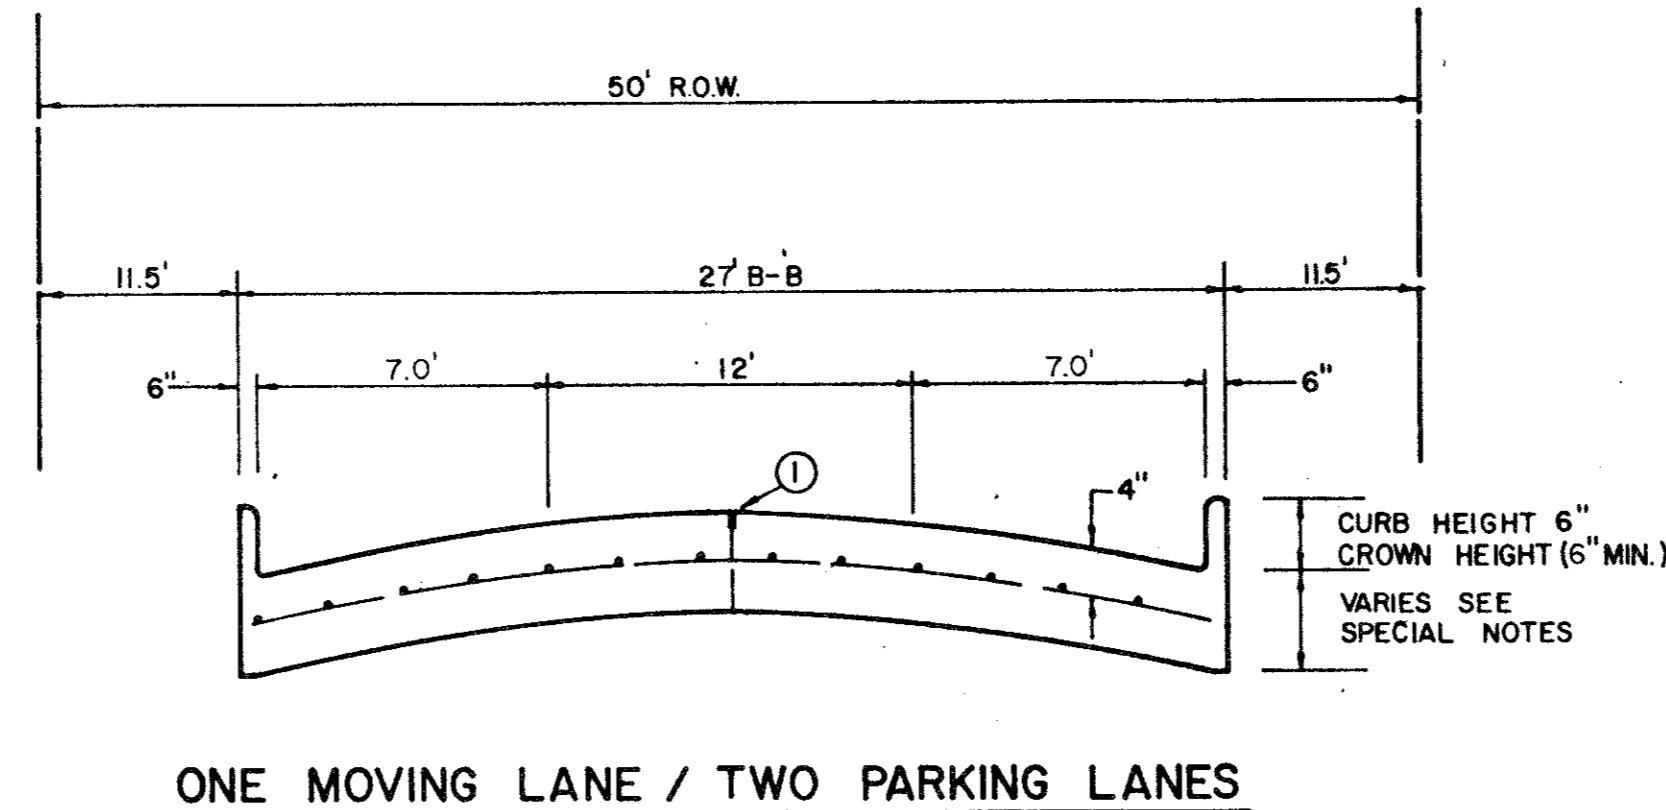 50' R.O.W.
11.5'
27' B-'B
11.5'
6"
7.0'
12'
7.0'
6"
1
4"
CURB HEIGHT 6"
CROWN HEIGHT (6" MIN.)
VARIES SEE
SPECIAL NOTES
ONE MOVING LANE / TWO PARKING LANES